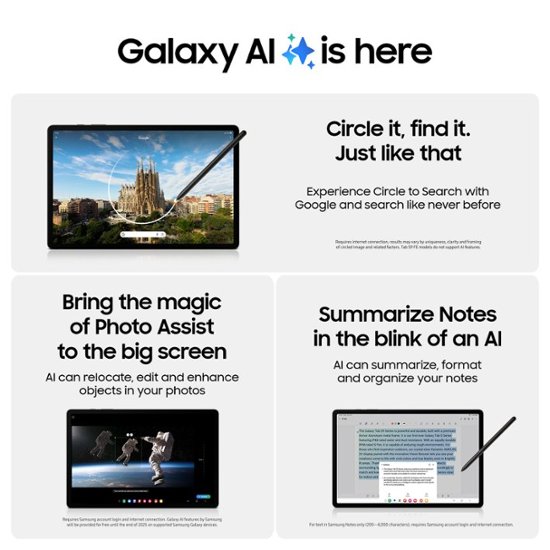 Galaxy AI is here
Circle it, find it.
Just like that
Experience Circle to Search with
Google and search like never before
Requires internet connection, results may vary by uniqueness, clarity and framing
of circled image and related factors. Tab S9 FE models do not support AI features.
Google
Bring the magic
of Photo Assist
to the big screen
AI can relocate, edit and enhance
objects in your photos
Requires Samsung account login and internet connection. Galaxy AI features by Samsung
will be provided for free until the end of 2025 on supported Samsung Galaxy devices.
Summarize Notes
in the blink of an AI
AI can summarize, format
and organize your notes
For text in Samsung Notes only (200–4,000 characters), requires Samsung account login and internet connection.